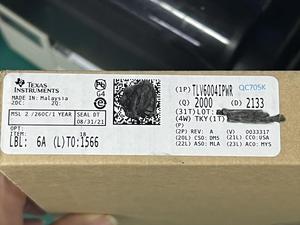 TEXAS INSTRUMENTS
MADE IN: Malaysia
2DC: 2Q:
G4
MSL 2 /260C/1 YEAR
SEAL DT
08/31/21
OPT:
ITEM:
LBL: 6A (L)TO:1566
(1P) TLV6004IPWR
QC705K
(Q) 2000 (D) 2133
(31T) LOT:
(4W) TKY(1T)
(P)
(2P) REV: A (V) 0033317
(20L) CSO: DM5 (21L) CCO:USA
(22L) ASO: MLA (23L) ACO: MYS